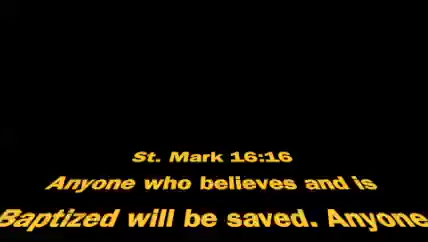 St. Mark 16:16
Anyone who believes and is
Baptized will be saved. Anyone